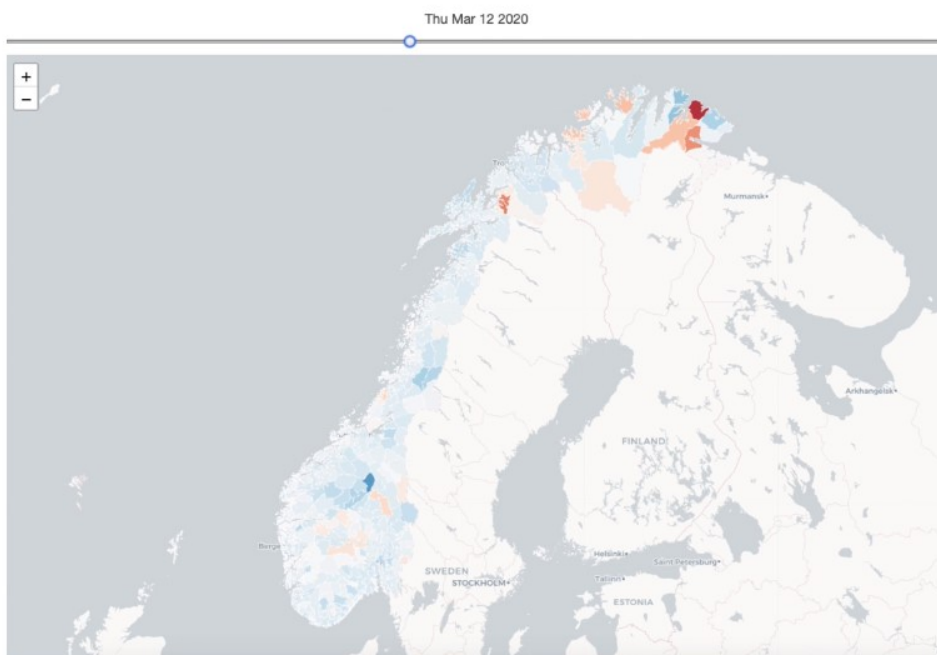 Thu Mar 12 2020
+
−
Murmansk
Arkhangelsk
FINLAND
Helsinki
Saint Petersburg
SWEDEN
STOCKHOLM
Tallinn
ESTONIA